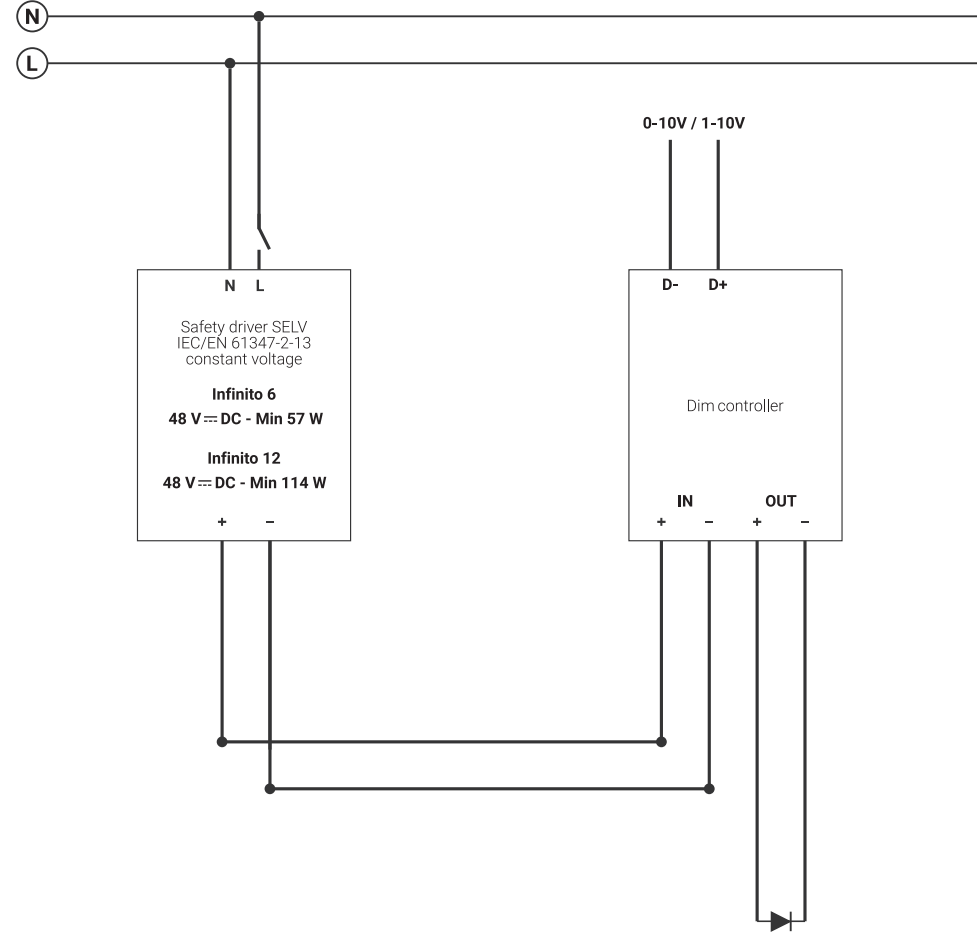 N
L
0-10V / 1-10V
N L
D- D+
Safety driver SELV
IEC/EN 61347-2-13
constant voltage
Infinito 6
48 V ⎓ DC - Min 57 W
Infinito 12
48 V ⎓ DC - Min 114 W
+ −
Dim controller
IN OUT
+ − + −